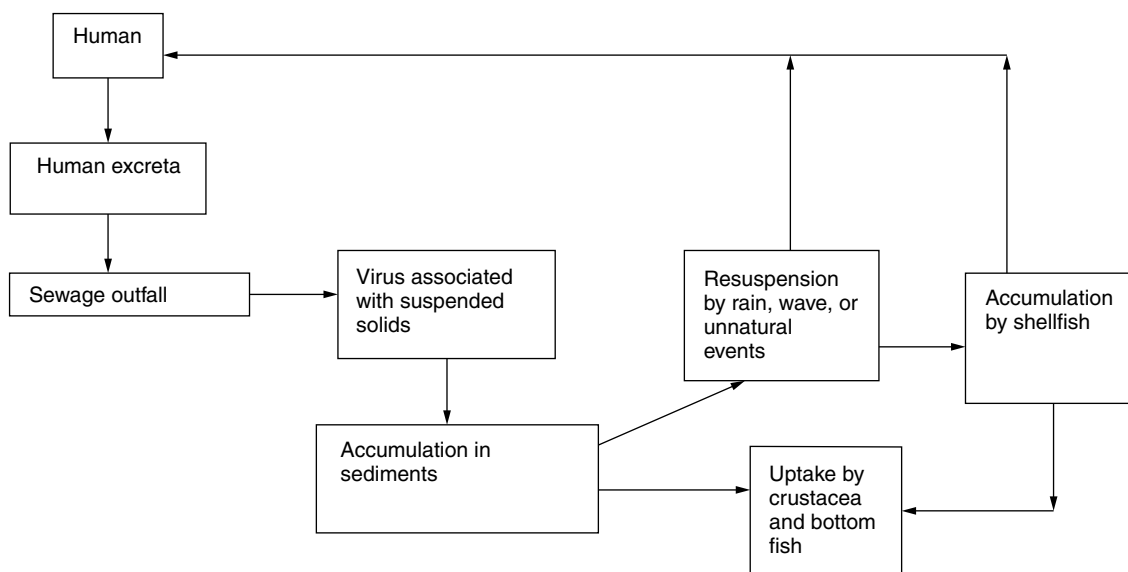 Human
Human excreta
Sewage outfall
Virus associated
with suspended
solids
Accumulation in
sediments
Resuspension
by rain, wave, or
unnatural
events
Accumulation
by shellfish
Uptake by
crustacea
and bottom
fish